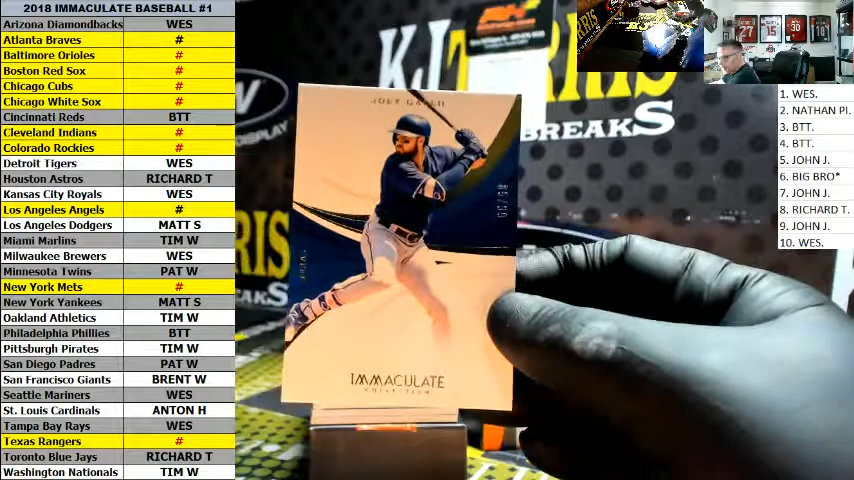 2018 IMMACULATE BASEBALL #1
Arizona Diamondbacks WES
Atlanta Braves #
Baltimore Orioles #
Boston Red Sox #
Chicago Cubs #
Chicago White Sox #
Cincinnati Reds BTT
Cleveland Indians #
Colorado Rockies #
Detroit Tigers WES
Houston Astros RICHARD T
Kansas City Royals WES
Los Angeles Angels #
Los Angeles Dodgers MATT S
Miami Marlins TIM W
Milwaukee Brewers WES
Minnesota Twins PAT W
New York Mets #
New York Yankees MATT S
Oakland Athletics TIM W
Philadelphia Phillies BTT
Pittsburgh Pirates TIM W
San Diego Padres PAT W
San Francisco Giants BRENT W
Seattle Mariners WES
St. Louis Cardinals ANTON H
Tampa Bay Rays WES
Texas Rangers #
Toronto Blue Jays RICHARD T
Washington Nationals TIM W
JOEY GALLO
IMMACULATE
COLLECTION
BREAKS
1. WES.
2. NATHAN PI.
3. BTT.
4. BTT.
5. JOHN J.
6. BIG BRO*
7. JOHN J.
8. RICHARD T.
9. JOHN J.
10. WES.